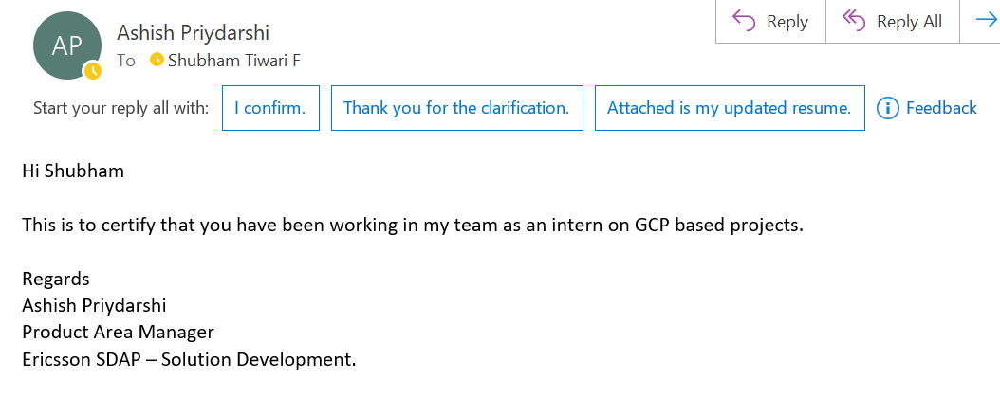 AP
Ashish Priydarshi
To Shubham Tiwari F
Reply
Reply All
Start your reply all with: I confirm. Thank you for the clarification. Attached is my updated resume. Feedback
Hi Shubham
This is to certify that you have been working in my team as an intern on GCP based projects.
Regards
Ashish Priydarshi
Product Area Manager
Ericsson SDAP – Solution Development.